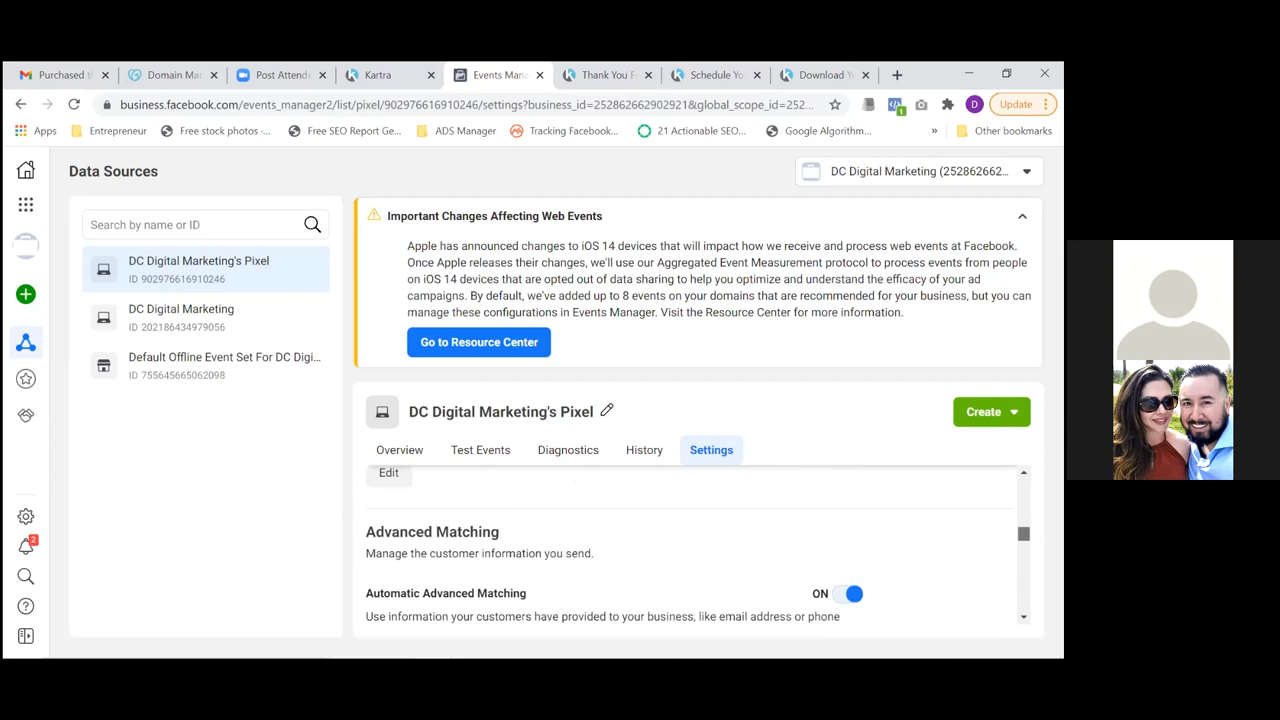 Purchased t
Domain Mar
Post Attende
Kartra
Events Mana
Thank You F
Schedule Yo
Download Y
business.facebook.com/events_manager2/list/pixel/902976616910246/settings?business_id=252862662902921&global_scope_id=252...
1
D
Update
Apps
Entrepreneur
Free stock photos -...
Free SEO Report Ge...
ADS Manager
Tracking Facebook...
21 Actionable SEO...
Google Algorithm...
»
Other bookmarks
Data Sources
DC Digital Marketing (252862662...
Search by name or ID
DC Digital Marketing's Pixel
ID 902976616910246
DC Digital Marketing
ID 202186434979056
Default Offline Event Set For DC Digi...
ID 755645665062098
Important Changes Affecting Web Events
Apple has announced changes to iOS 14 devices that will impact how we receive and process web events at Facebook.
Once Apple releases their changes, we'll use our Aggregated Event Measurement protocol to process events from people
on iOS 14 devices that are opted out of data sharing to help you optimize and understand the efficacy of your ad
campaigns. By default, we've added up to 8 events on your domains that are recommended for your business, but you can
manage these configurations in Events Manager. Visit the Resource Center for more information.
Go to Resource Center
DC Digital Marketing's Pixel
Create
Overview
Test Events
Diagnostics
History
Settings
Edit
Advanced Matching
Manage the customer information you send.
Automatic Advanced Matching
ON
Use information your customers have provided to your business, like email address or phone
2